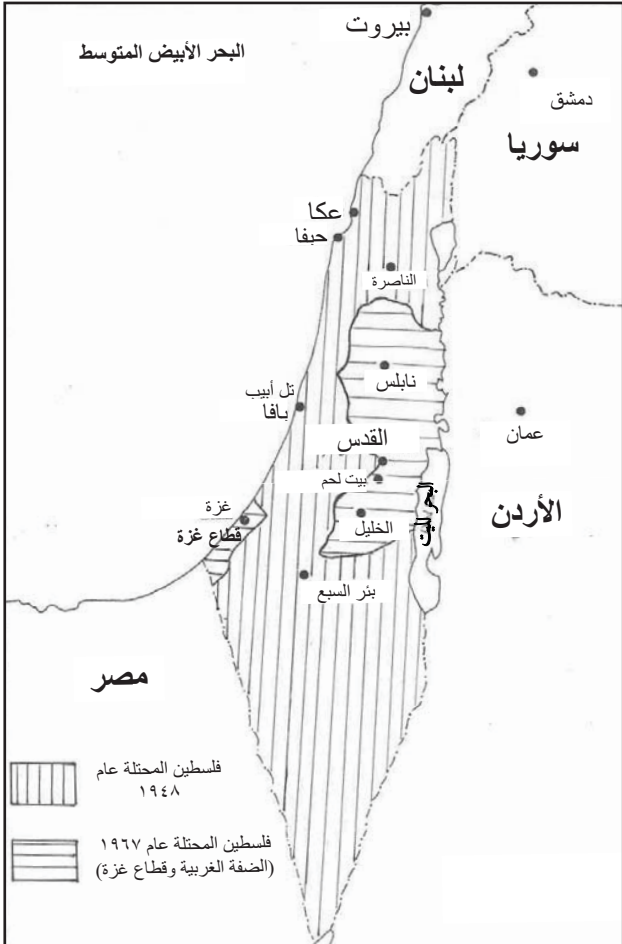 بيروت
البحر الأبيض المتوسط
لبنان
دمشق
سوريا
عكا
حيفا
الناصرة
نابلس
تل أبيب
يافا
القدس
عمان
بيت لحم
البحر الميت
غزة
قطاع غزة
الخليل
الأردن
بئر السبع
مصر
فلسطين المحتلة عام
١٩٤٨
فلسطين المحتلة عام ١٩٦٧
(الضفة الغربية وقطاع غزة)